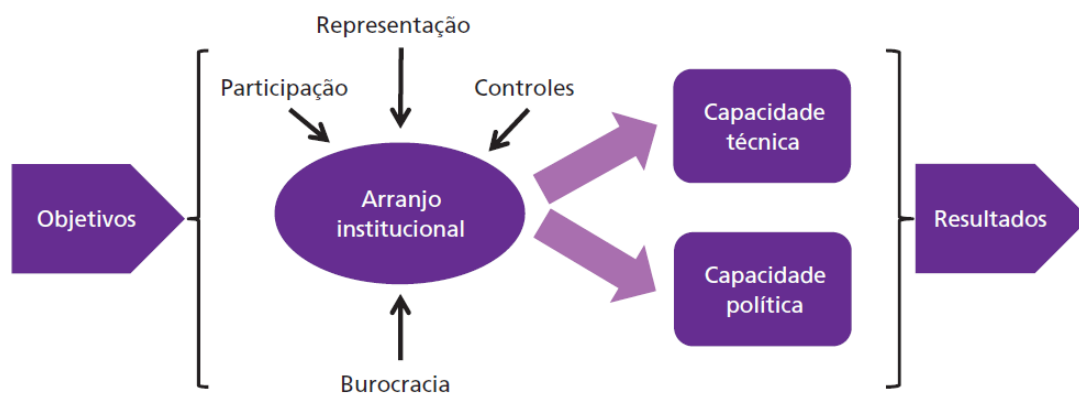 Representação
Participação
Controles
Objetivos
Arranjo
institucional
Burocracia
Capacidade
técnica
Capacidade
política
Resultados